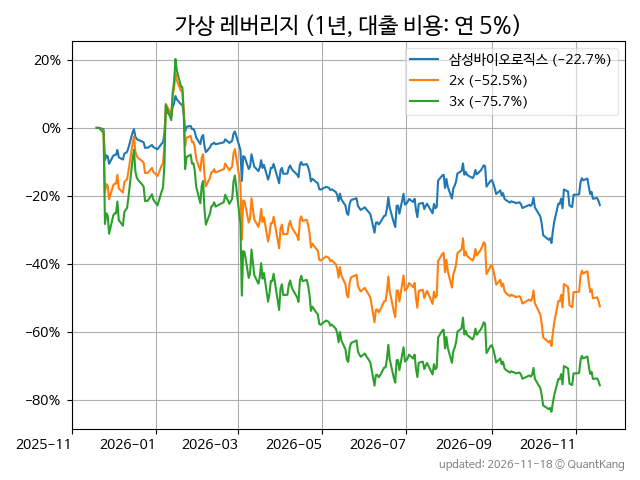 가상 레버리지 (1년, 대출 비용: 연 5%)
삼성바이오로직스 (−22.7%)
2x (−52.5%)
3x (−75.7%)
20%
0%
−20%
−40%
−60%
−80%
2025-11 2026-01 2026-03 2026-05 2026-07 2026-09 2026-11
updated: 2026-11-18 © QuantKang